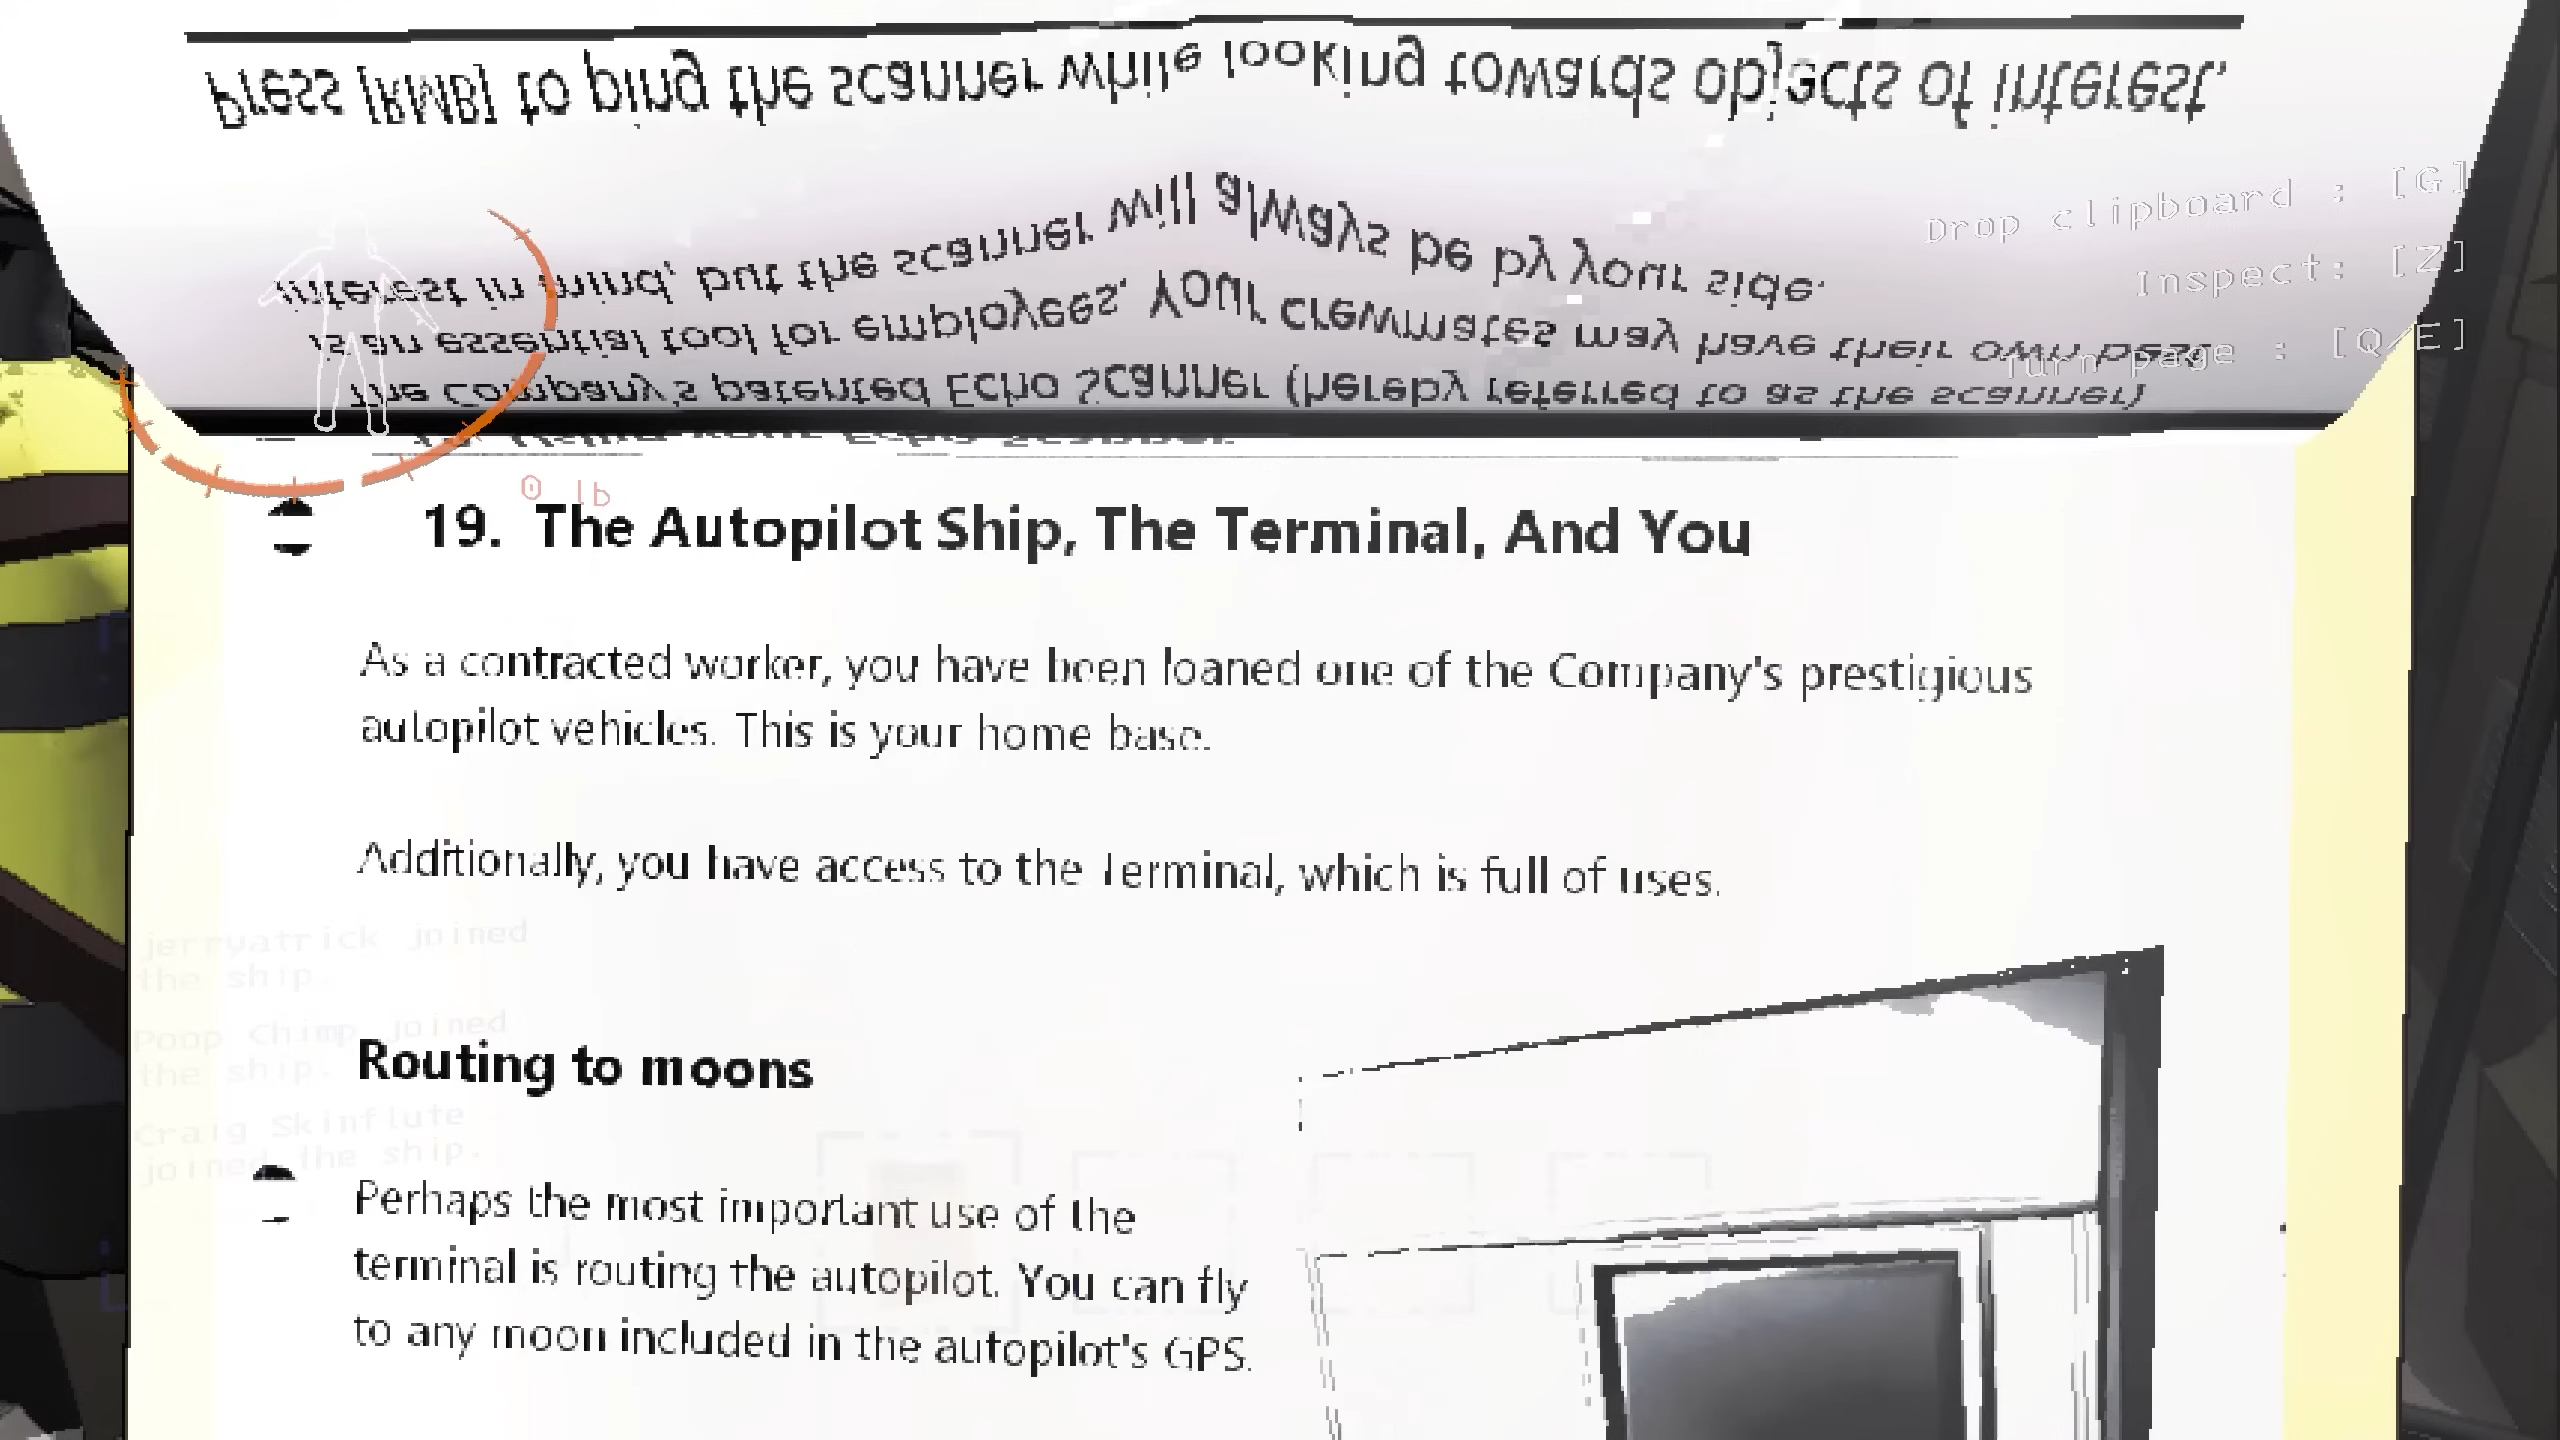 Press [RMB] to ping the scanner while looking towards objects of interest.
interest in mind, but the scanner will always be by your side.
is an essential tool for employees. Your crewmates may have their own best
The Company's patented Echo Scanner (hereby referred to as the scanner)
Using Your Echo Scanner
Drop clipboard : [G]
Inspect: [Z]
Turn page : [Q/E]
0 lb
19. The Autopilot Ship, The Terminal, And You
As a contracted worker, you have been loaned one of the Company's prestigious
autopilot vehicles. This is your home base.
Additionally, you have access to the Terminal, which is full of uses.
jerryatrick joined
the ship.
Poop Chimp joined
the ship.
Craig Skinflute
joined the ship.
Routing to moons
Perhaps the most important use of the
terminal is routing the autopilot. You can fly
to any moon included in the autopilot's GPS.